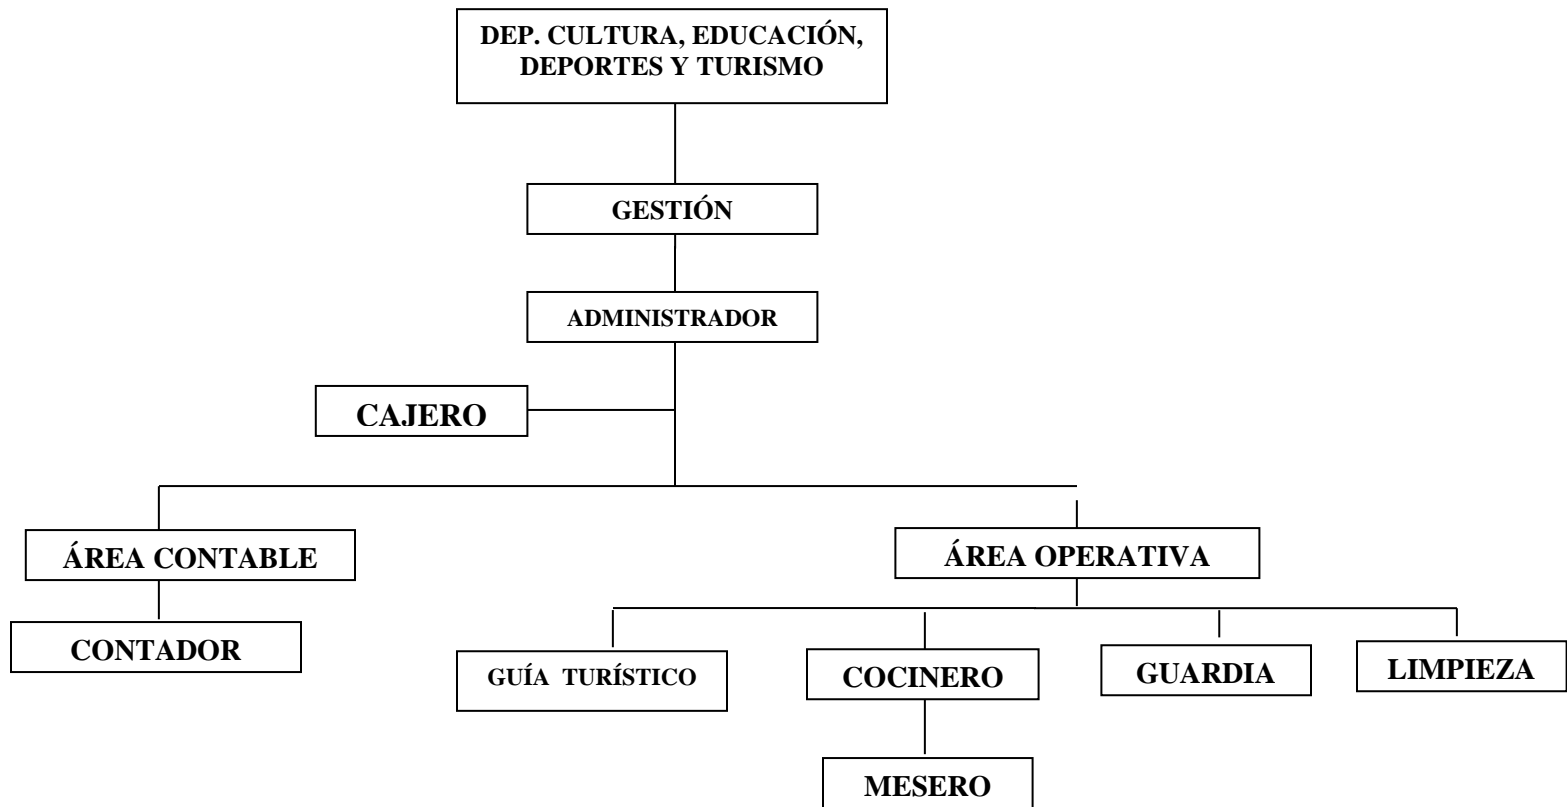 DEP. CULTURA, EDUCACIÓN,
DEPORTES Y TURISMO
GESTIÓN
ADMINISTRADOR
CAJERO
ÁREA CONTABLE
ÁREA OPERATIVA
CONTADOR
GUÍA TURÍSTICO
COCINERO
GUARDIA
LIMPIEZA
MESERO